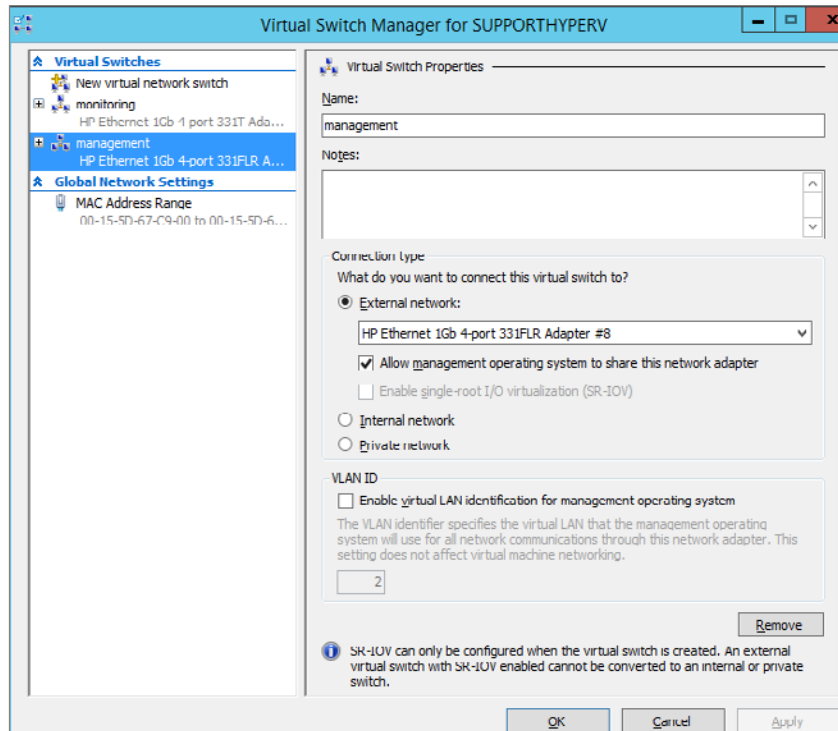 Virtual Switch Manager for SUPPORTHYPERV
Virtual Switches
New virtual network switch
monitoring
HP Ethernet 1Gb 4 port 331T Ada...
management
HP Ethernet 1Gb 4-port 331FLR A...
Global Network Settings
MAC Address Range
00-15-5D-67-C9-00 to 00-15-5D-6...
Virtual Switch Properties
Name:
management
Notes:
Connection type
What do you want to connect this virtual switch to?
External network:
HP Ethernet 1Gb 4-port 331FLR Adapter #8
Allow management operating system to share this network adapter
Enable single-root I/O virtualization (SR-IOV)
Internal network
Private network
VLAN ID
Enable virtual LAN identification for management operating system
The VLAN identifier specifies the virtual LAN that the management operating
system will use for all network communications through this network adapter. This
setting does not affect virtual machine networking.
2
Remove
SR-IOV can only be configured when the virtual switch is created. An external
virtual switch with SR-IOV enabled cannot be converted to an internal or private
switch.
OK
Cancel
Apply